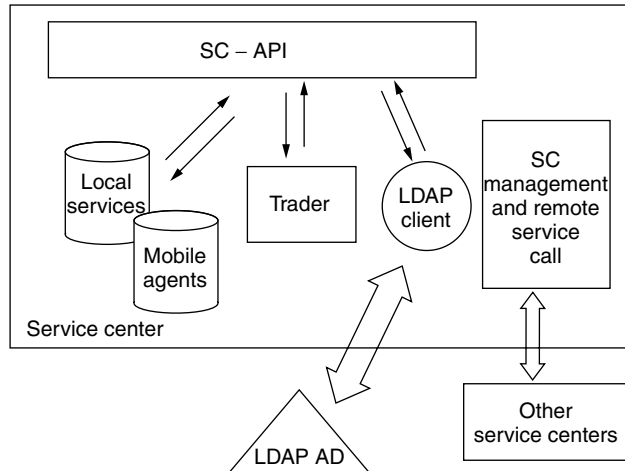 SC – API
Local
services
Mobile
agents
Trader
LDAP
client
SC
management
and remote
service
call
Service center
LDAP AD
Other
service centers